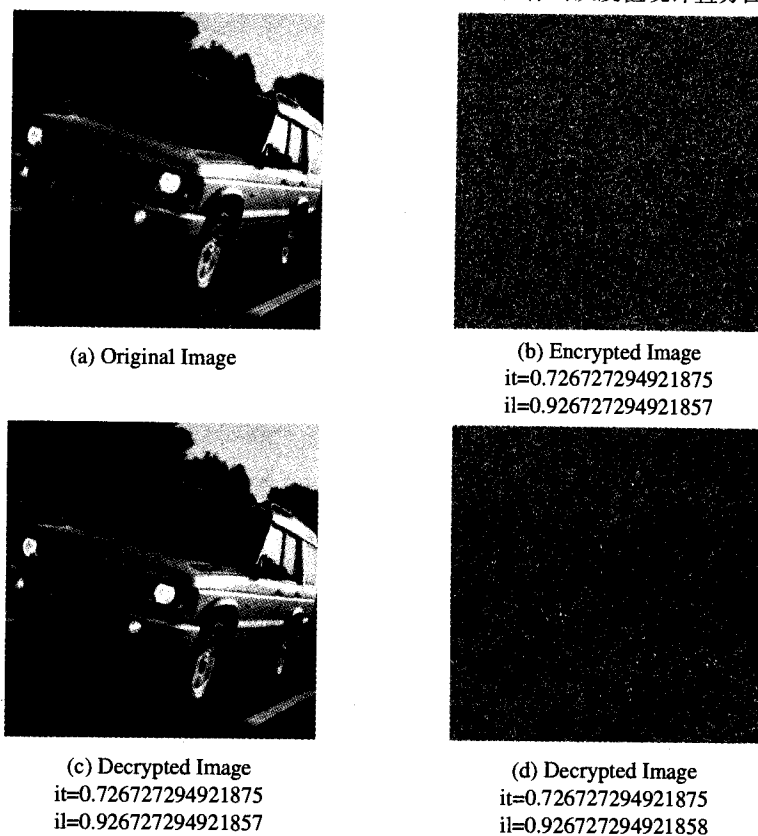 (a) Original Image
(b) Encrypted Image
it=0.726727294921875
il=0.926727294921857
(c) Decrypted Image
it=0.726727294921875
il=0.926727294921857
(d) Decrypted Image
it=0.726727294921875
il=0.926727294921858